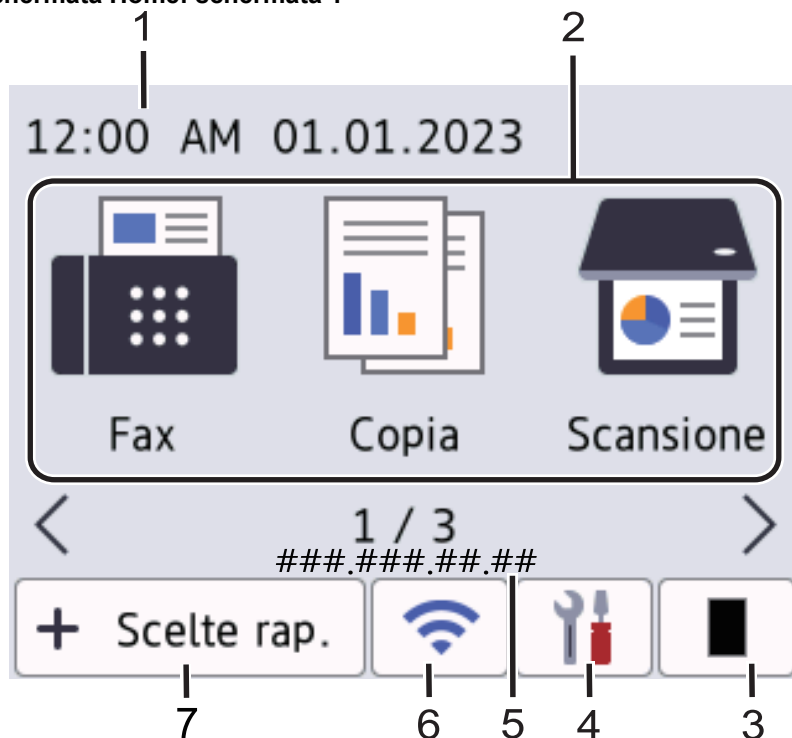 1 2
12:00 AM 01.01.2023
Fax Copia Scansione
1 / 3
###.###.##.##
+ Scelte rap.
7 6 5 4 3